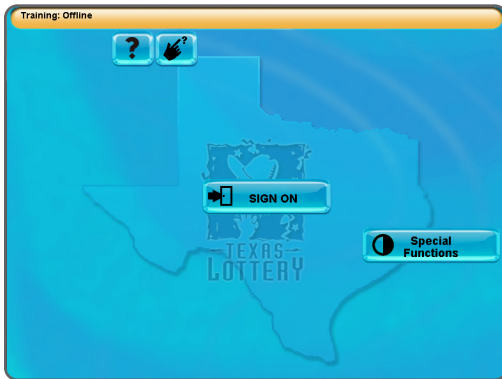 Training: Offline
?
?
SIGN ON
Special
Functions
TEXAS
LOTTERY